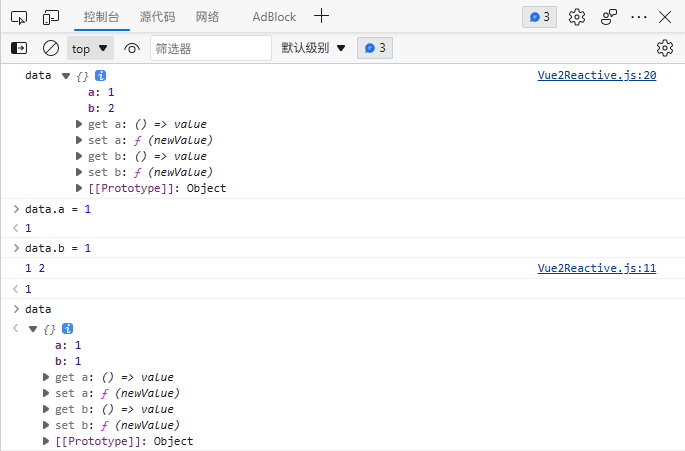 控制台 源代码 网络 AdBlock 3
top 筛选器 默认级别 3
data {} i Vue2Reactive.js:20
a: 1
b: 2
get a: () => value
set a: ƒ (newValue)
get b: () => value
set b: ƒ (newValue)
[[Prototype]]: Object
data.a = 1
1
data.b = 1
1 2 Vue2Reactive.js:11
1
data
{} i
a: 1
b: 1
get a: () => value
set a: ƒ (newValue)
get b: () => value
set b: ƒ (newValue)
[[Prototype]]: Object